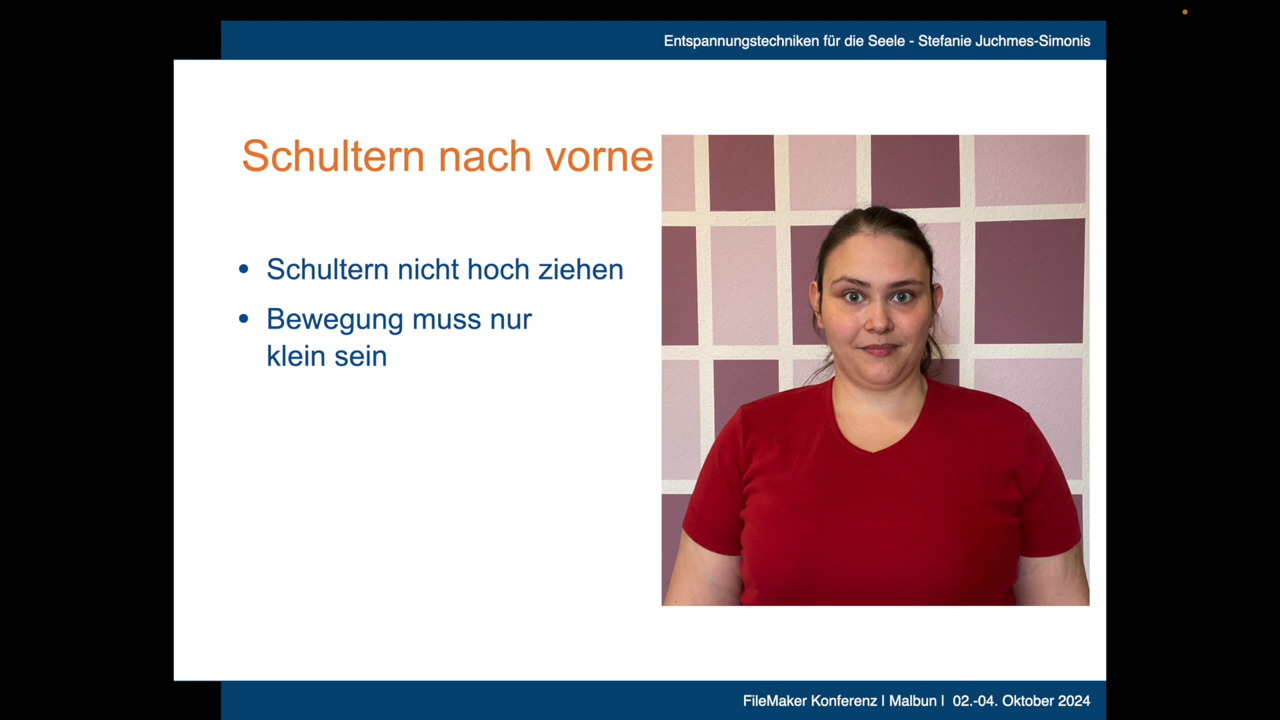 Entspannungstechniken für die Seele - Stefanie Juchmes-Simonis
Schultern nach vorne
• Schultern nicht hoch ziehen
• Bewegung muss nur
klein sein
FileMaker Konferenz | Malbun | 02.-04. Oktober 2024